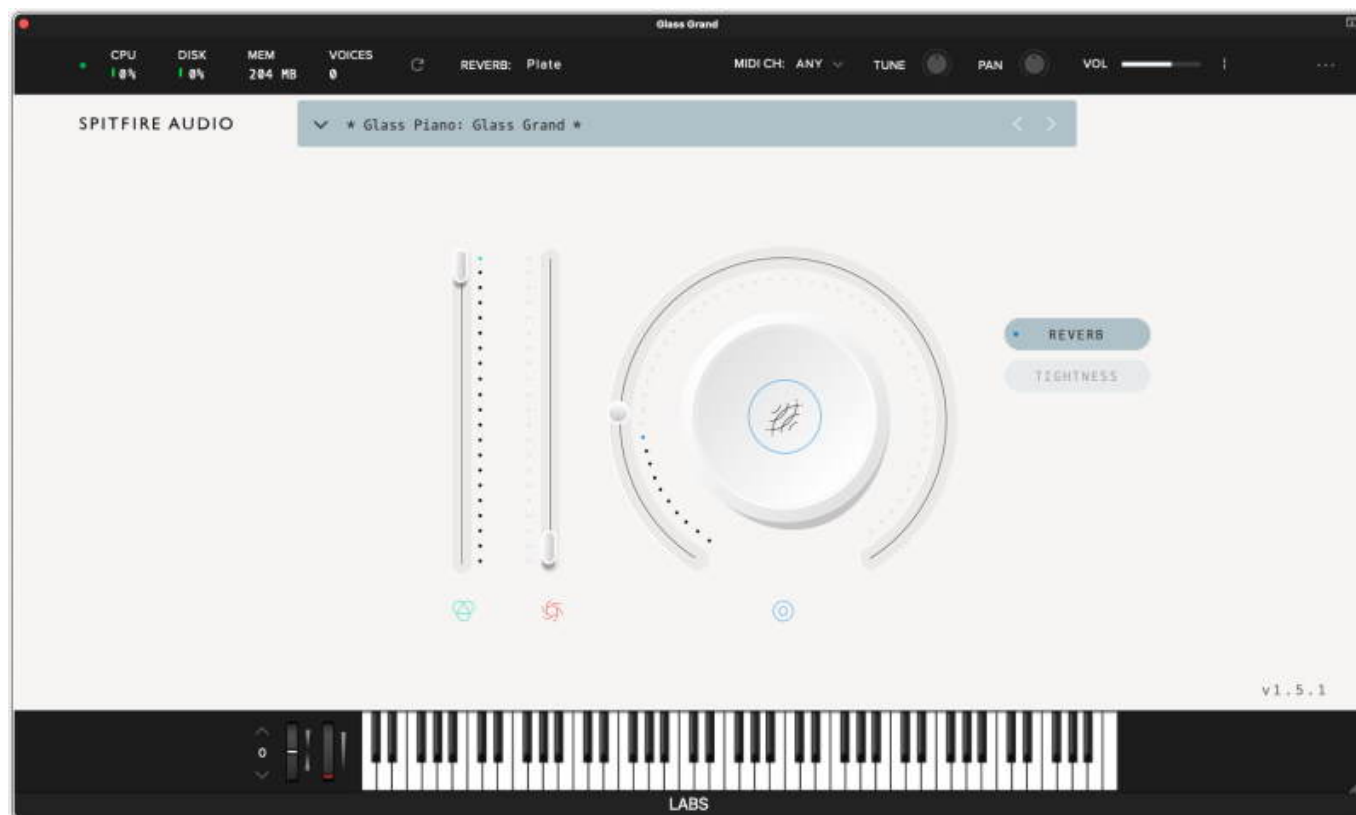 Glass Grand
CPU DISK MEM VOICES
0% 0% 204 MB 0
REVERB: Plate MIDI CH: ANY TUNE PAN VOL
SPITFIRE AUDIO
* Glass Piano: Glass Grand *
REVERB
TIGHTNESS
v1.5.1
0
LABS